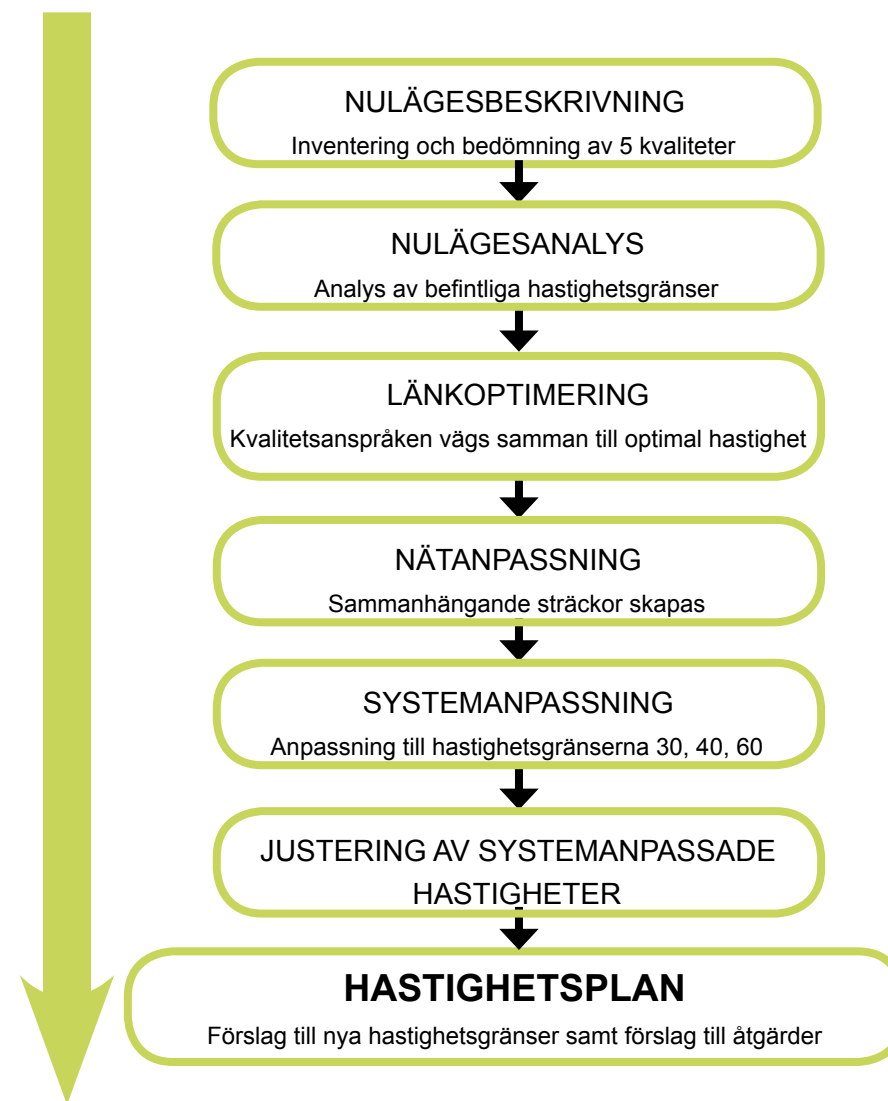 NULÄGESBESKRIVNING
Inventering och bedömning av 5 kvaliteter
NULÄGESANALYS
Analys av befintliga hastighetsgränser
LÄNKOPTIMERING
Kvalitetsanspråken vägs samman till optimal hastighet
NÄTANPASSNING
Sammanhängande sträckor skapas
SYSTEMANPASSNING
Anpassning till hastighetsgränserna 30, 40, 60
JUSTERING AV SYSTEMANPASSADE
HASTIGHETER
HASTIGHETSPLAN
Förslag till nya hastighetsgränser samt förslag till åtgärder